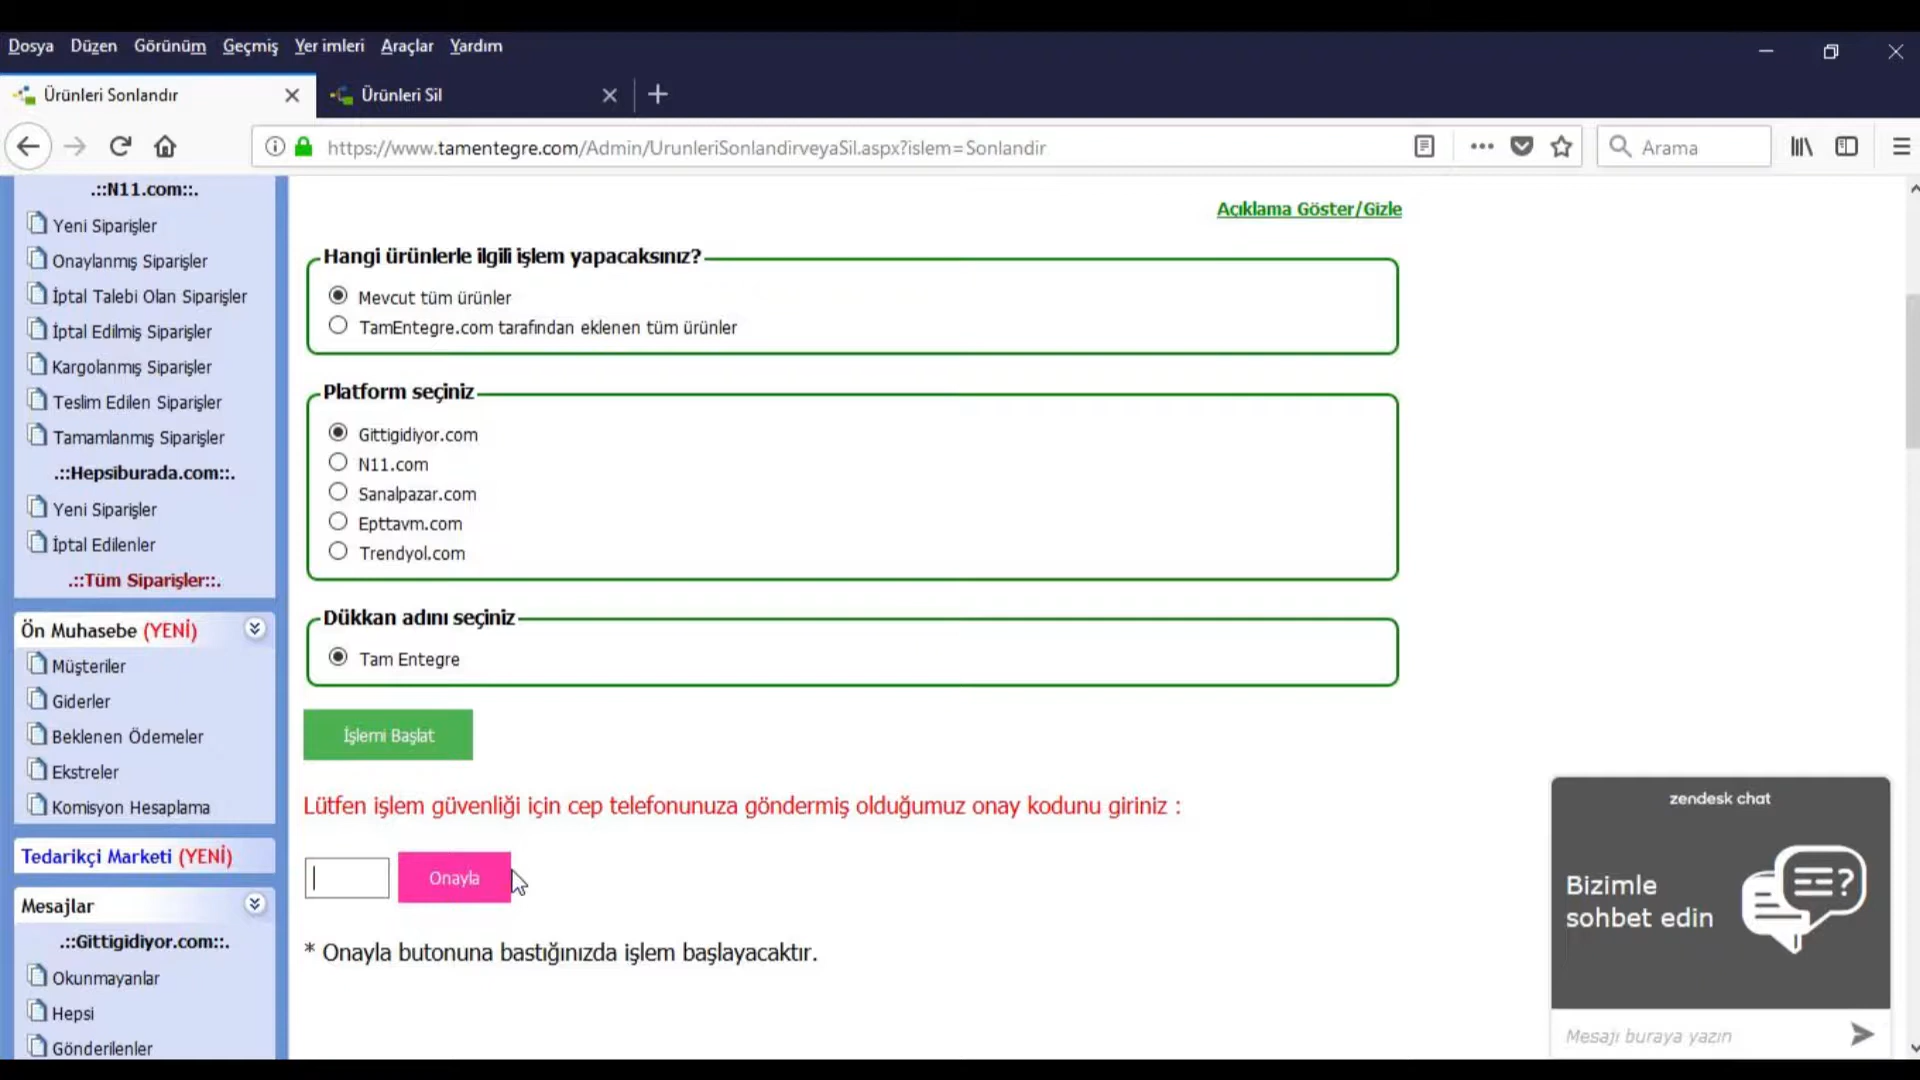 Dosya Düzen Görünüm Geçmiş Yer imleri Araçlar Yardım
Ürünleri Sonlandır
Ürünleri Sil
https://www.tamentegre.com/Admin/UrunleriSonlandirveyaSil.aspx?islem=Sonlandir
Arama
.::N11.com::.
Yeni Siparişler
Onaylanmış Siparişler
İptal Talebi Olan Siparişler
İptal Edilmiş Siparişler
Kargolanmış Siparişler
Teslim Edilen Siparişler
Tamamlanmış Siparişler
.::Hepsiburada.com::.
Yeni Siparişler
İptal Edilenler
.::Tüm Siparişler::.
Ön Muhasebe (YENİ)
Müşteriler
Giderler
Beklenen Ödemeler
Ekstreler
Komisyon Hesaplama
Tedarikçi Marketi (YENİ)
Mesajlar
.::Gittigidiyor.com::.
Okunmayanlar
Hepsi
Gönderilenler
Açıklama Göster/Gizle
Hangi ürünlerle ilgili işlem yapacaksınız?
Mevcut tüm ürünler
TamEntegre.com tarafından eklenen tüm ürünler
Platform seçiniz
Gittigidiyor.com
N11.com
Sanalpazar.com
Epttavm.com
Trendyol.com
Dükkan adını seçiniz
Tam Entegre
İşlemi Başlat
Lütfen işlem güvenliği için cep telefonunuza göndermiş olduğumuz onay kodunu giriniz :
Onayla
* Onayla butonuna bastığınızda işlem başlayacaktır.
zendesk chat
Bizimle
sohbet edin
Mesajı buraya yazın